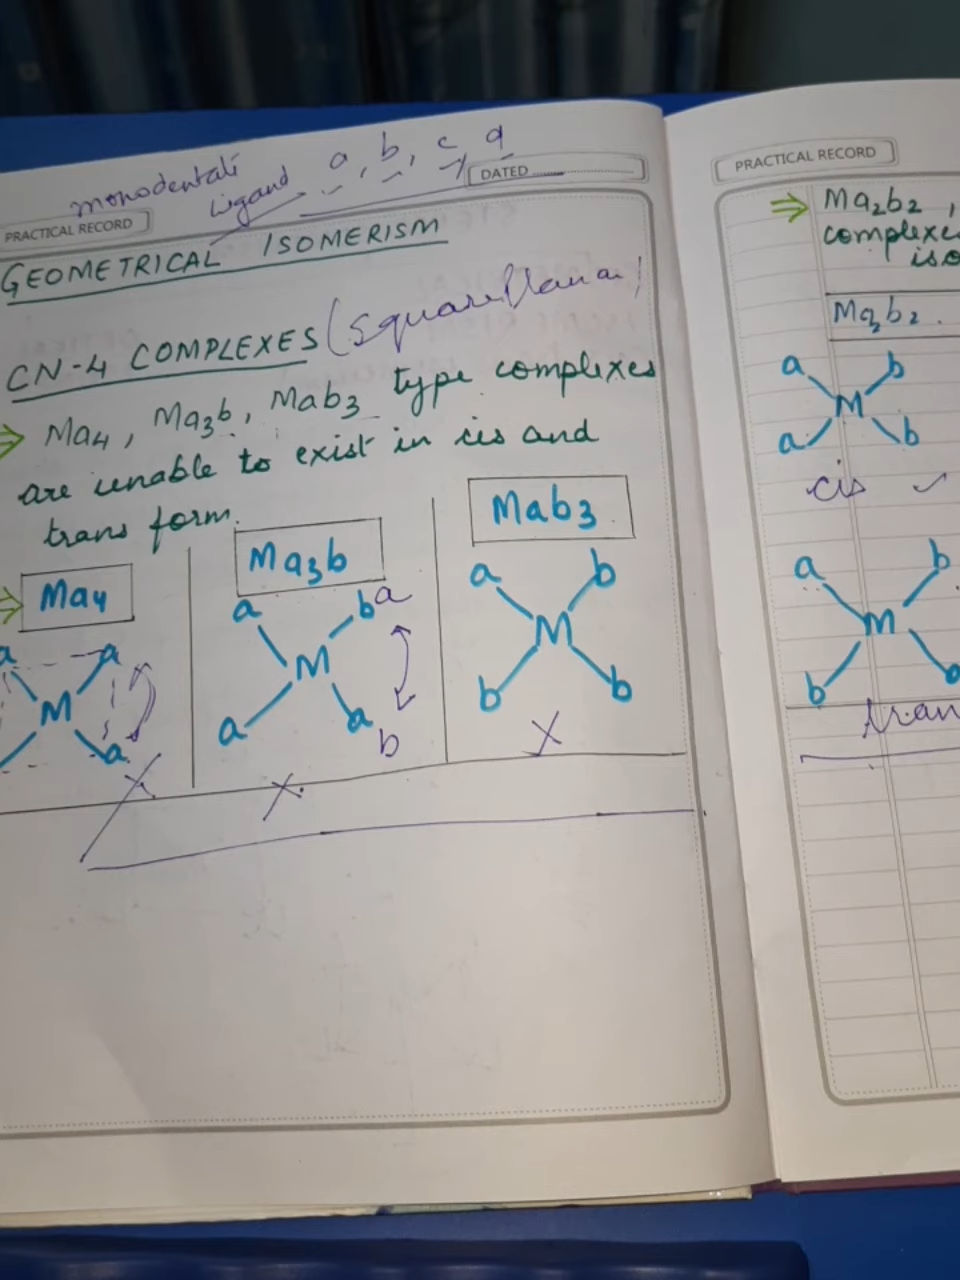 monodentate
ligand a, b, c, d
PRACTICAL RECORD
DATED
GEOMETRICAL ISOMERISM
CN-4 COMPLEXES (Square Planar)
⇒ Ma4, Ma3b, Mab3 type complexes
are unable to exist in cis and
trans form.
⇒ Ma4
Ma3b
Mab3
a a
M
a
X
a b a
M
a a
b
X
a b
M
b b
X
PRACTICAL RECORD
⇒ Ma2b2,
complexe
iso
Ma2b2.
a b
M
a b
cis ✓
a b
M
b b
tran